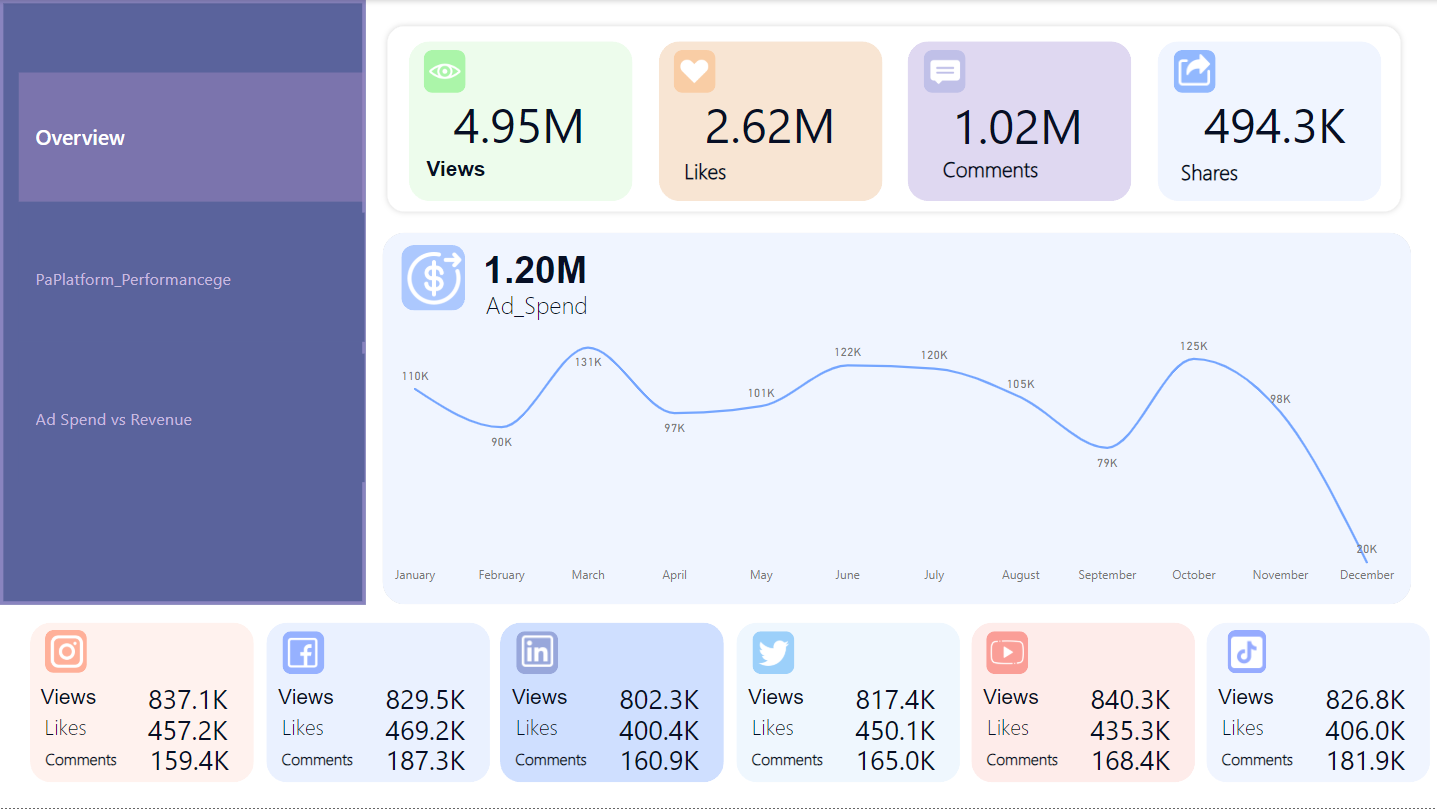 Overview
PaPlatform_Performancege
Ad Spend vs Revenue
4.95M
Views
2.62M
Likes
1.02M
Comments
494.3K
Shares
1.20M
Ad_Spend
110K
90K
131K
97K
101K
122K
120K
105K
79K
125K
98K
20K
January February March April May June July August September October November December
Views 837.1K
Likes 457.2K
Comments 159.4K
Views 829.5K
Likes 469.2K
Comments 187.3K
in
Views 802.3K
Likes 400.4K
Comments 160.9K
Views 817.4K
Likes 450.1K
Comments 165.0K
Views 840.3K
Likes 435.3K
Comments 168.4K
Views 826.8K
Likes 406.0K
Comments 181.9K